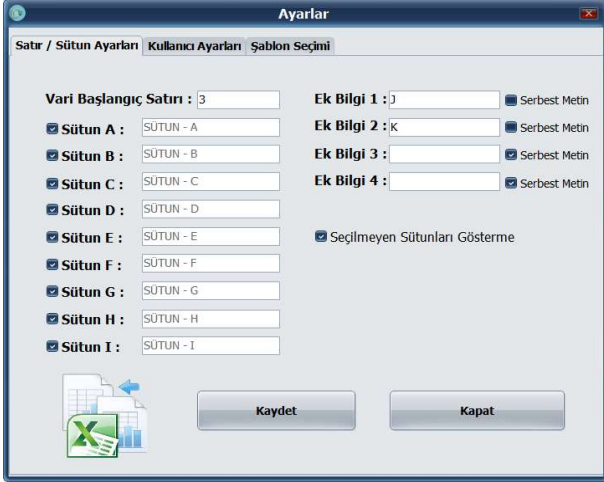 Ayarlar
Satır / Sütun Ayarları Kullanıcı Ayarları Şablon Seçimi
Vari Başlangıç Satırı : 3
Sütun A : SÜTUN - A
Sütun B : SÜTUN - B
Sütun C : SÜTUN - C
Sütun D : SÜTUN - D
Sütun E : SÜTUN - E
Sütun F : SÜTUN - F
Sütun G : SÜTUN - G
Sütun H : SÜTUN - H
Sütun I : SÜTUN - I
Ek Bilgi 1 : J Serbest Metin
Ek Bilgi 2 : K Serbest Metin
Ek Bilgi 3 : Serbest Metin
Ek Bilgi 4 : Serbest Metin
Seçilmeyen Sütunları Gösterme
X
Kaydet Kapat